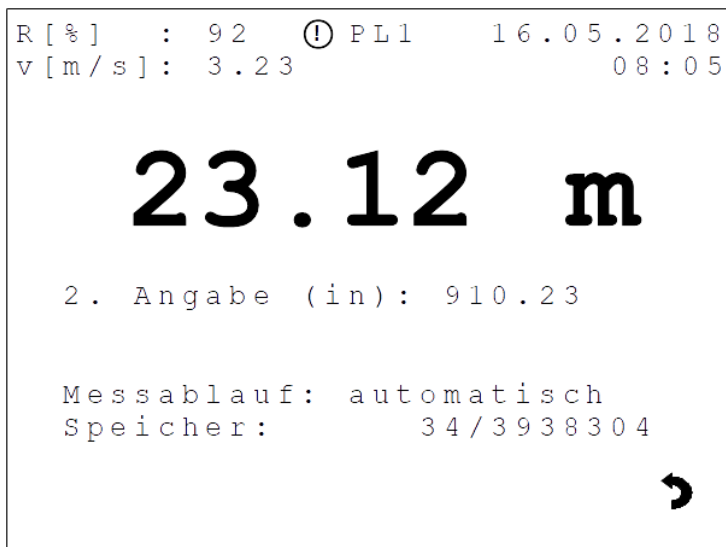 R[%] : 92 ! PL1 16.05.2018
v[m/s]: 3.23 08:05
23.12 m
2. Angabe (in): 910.23
Messablauf: automatisch
Speicher: 34/3938304